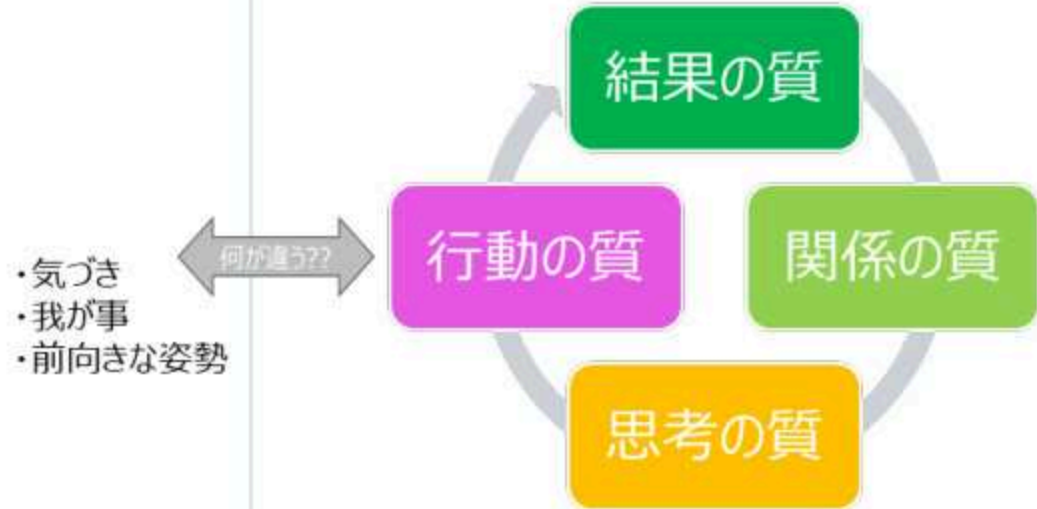 結果の質
何が違う??
行動の質
関係の質
・気づき
・我が事
・前向きな姿勢
思考の質